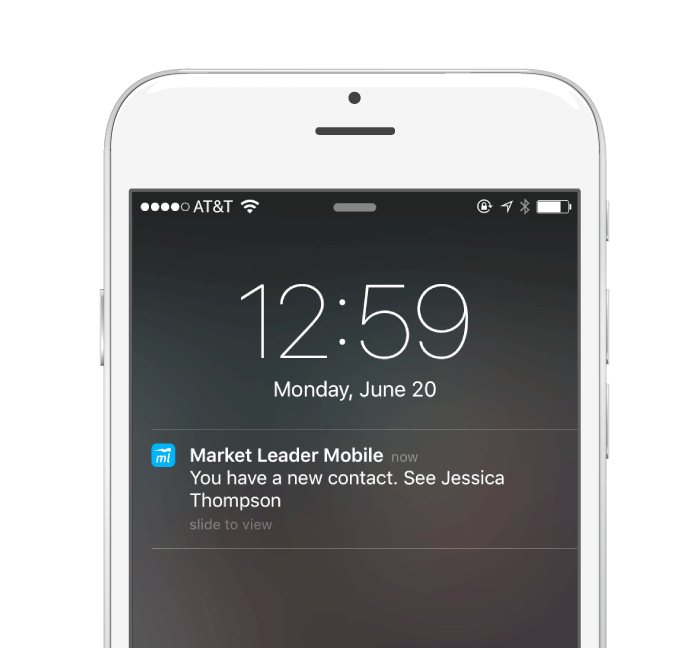 AT&T
12:59
Monday, June 20
ml
Market Leader Mobile now
You have a new contact. See Jessica
Thompson
slide to view